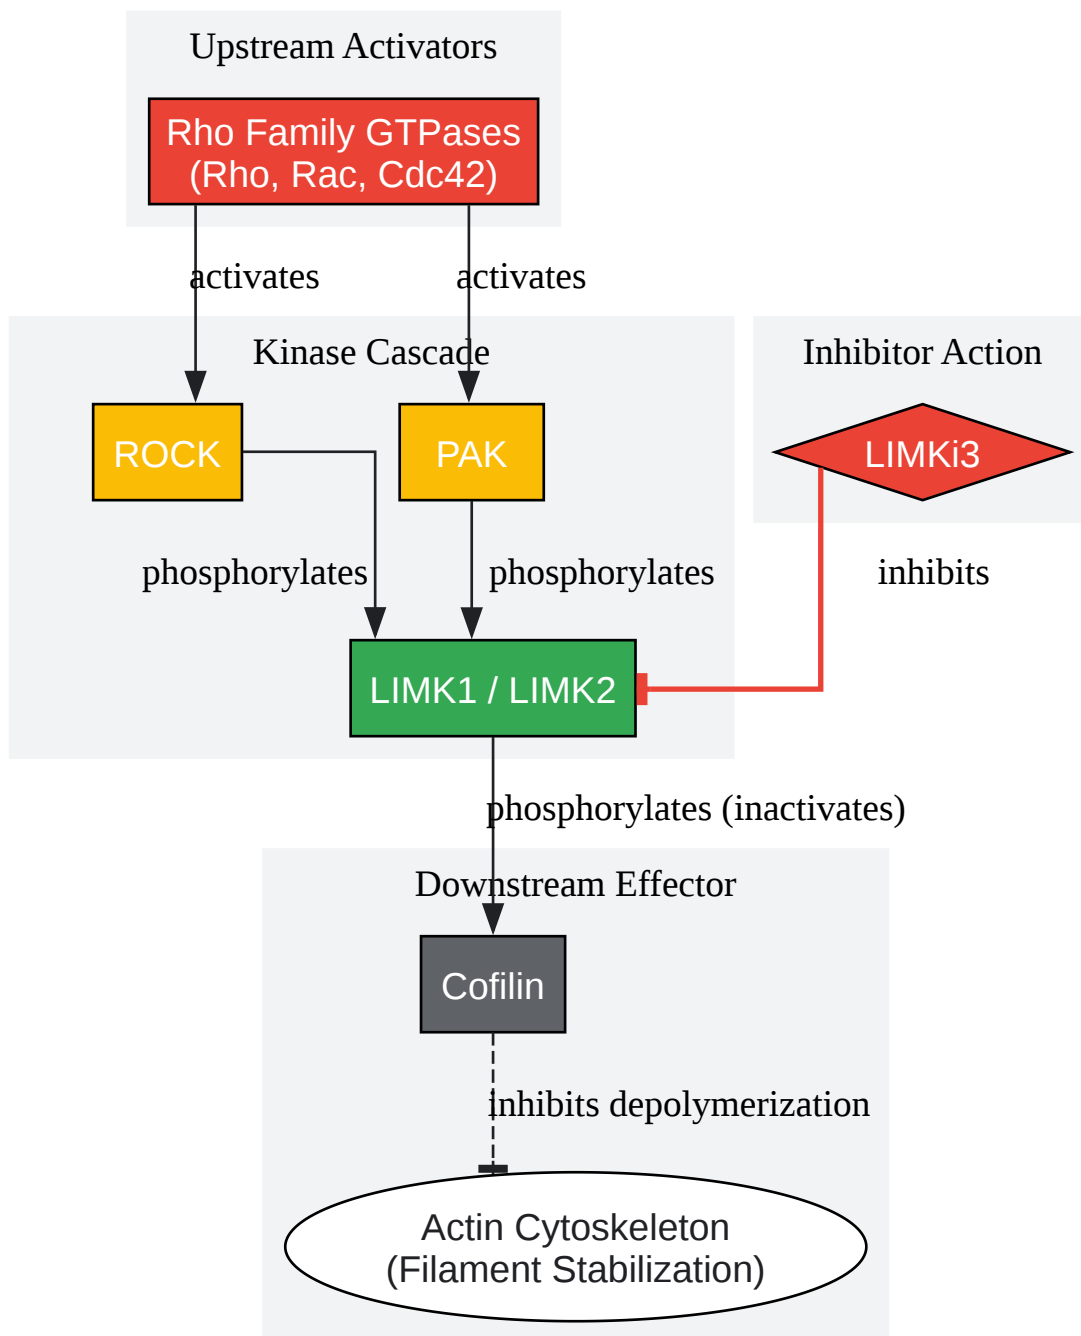 Upstream Activators
Rho Family GTPases
(Rho, Rac, Cdc42)
activates
activates
Kinase Cascade
Inhibitor Action
ROCK
PAK
LIMKi3
phosphorylates
phosphorylates
inhibits
LIMK1 / LIMK2
phosphorylates (inactivates)
Downstream Effector
Cofilin
inhibits depolymerization
Actin Cytoskeleton
(Filament Stabilization)